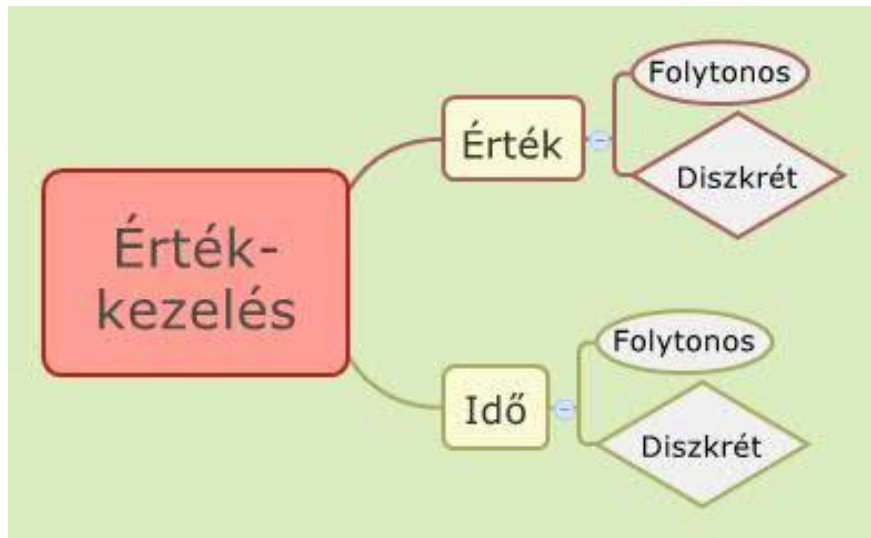 Érték-
kezelés
Érték
Folytonos
Diszkrét
Idő
Folytonos
Diszkrét